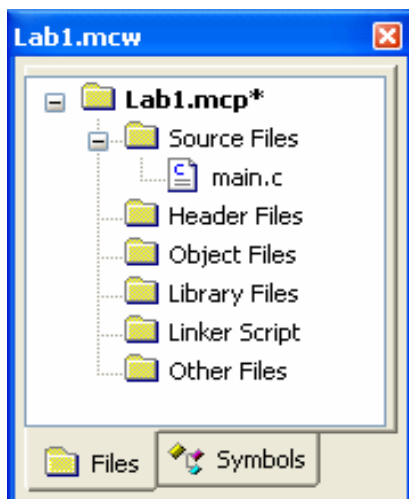 Lab1.mcw
Lab1.mcp*
Source Files
main.c
Header Files
Object Files
Library Files
Linker Script
Other Files
Files Symbols